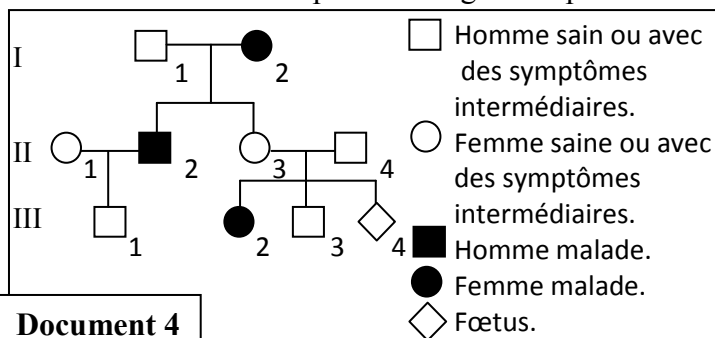 I
1
2
II
1
2
3
4
III
1
2
3
4
Homme sain ou avec
des symptômes
intermédiaires.
Femme saine ou avec
des symptômes
intermédiaires.
Homme malade.
Femme malade.
Fœtus.
Document 4